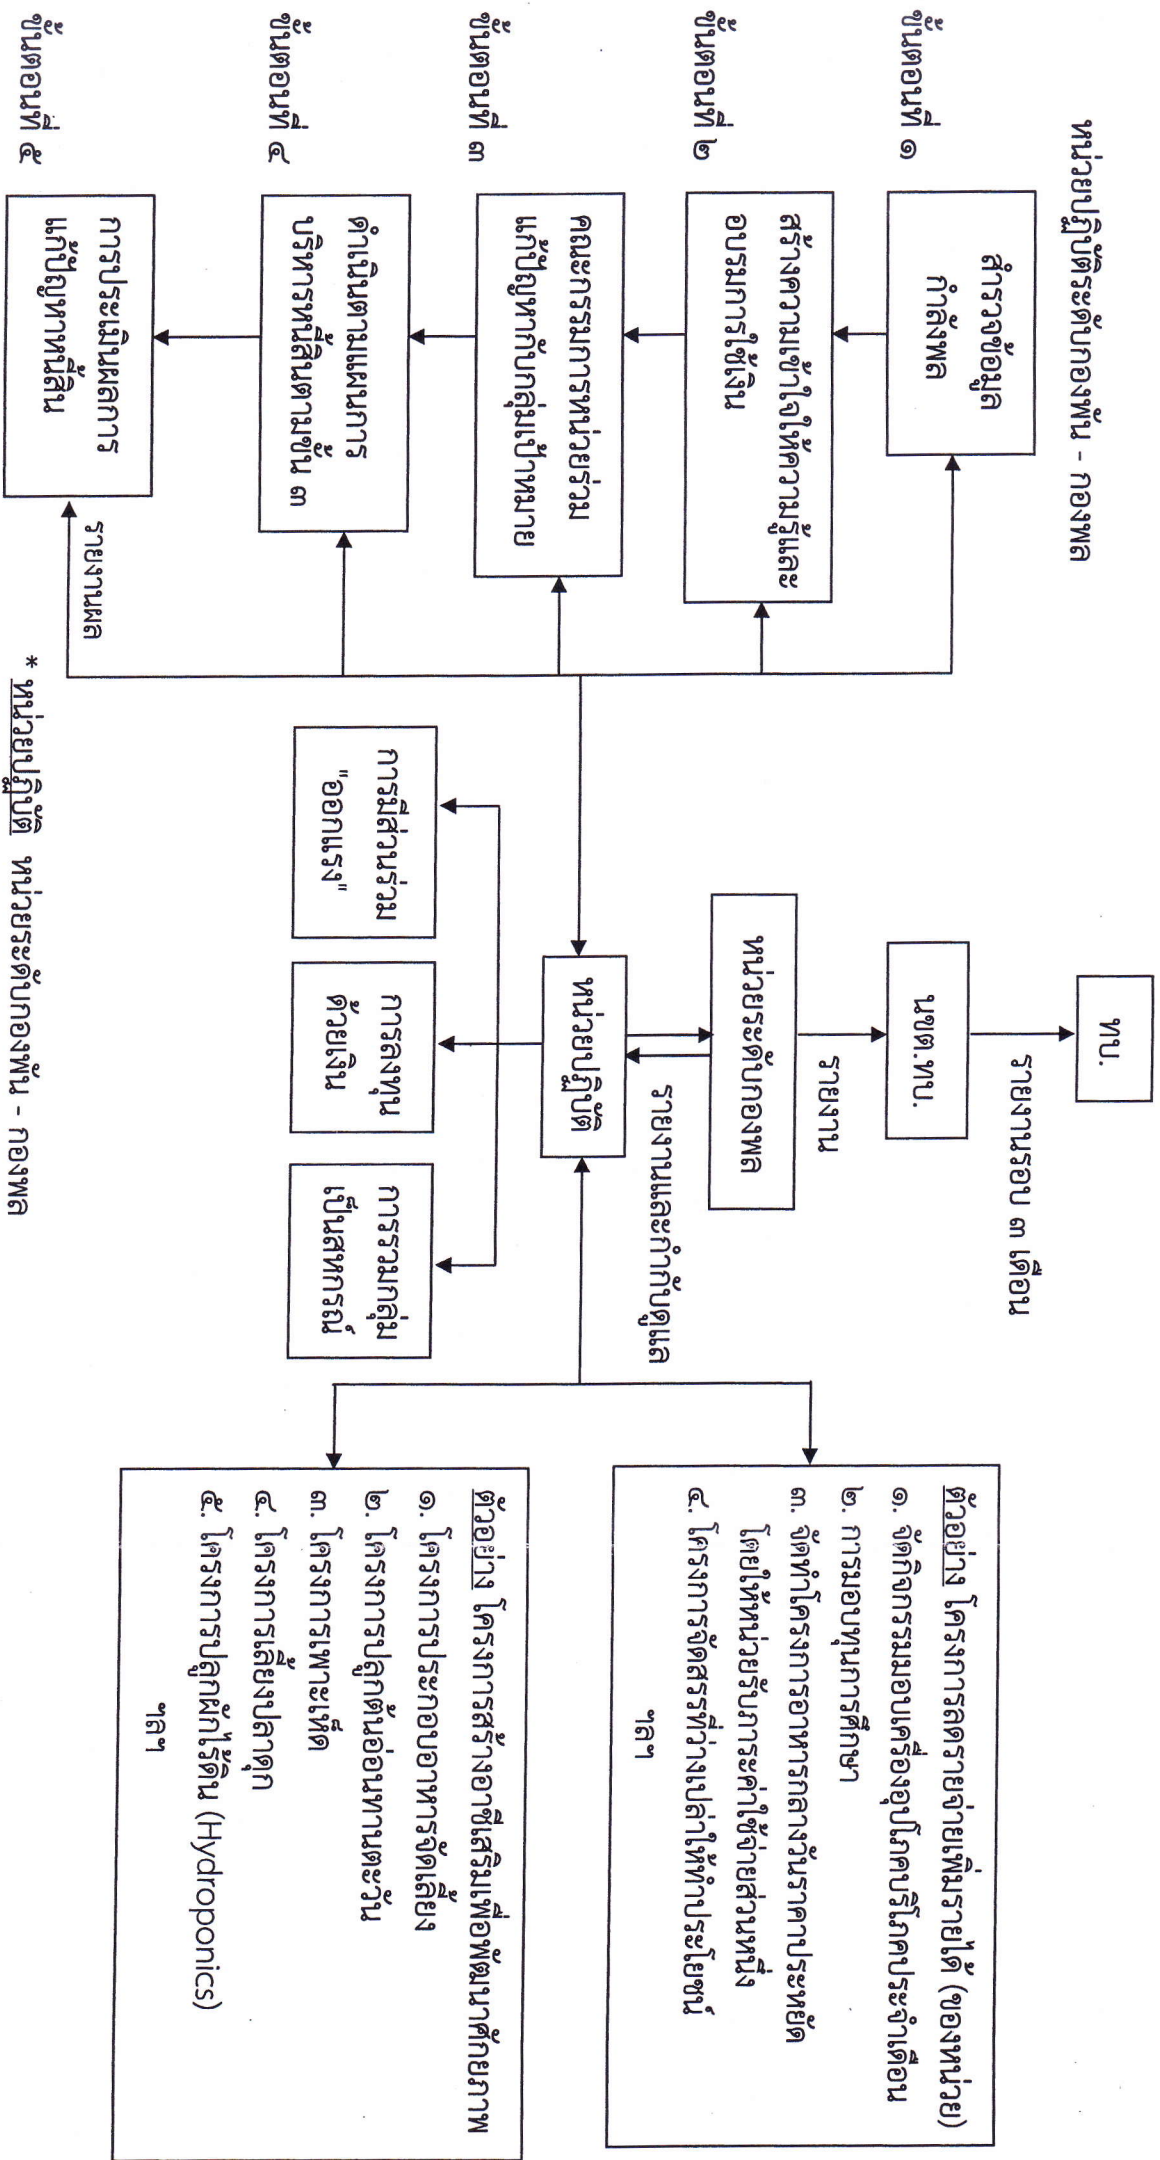 หน่วยปฏิบัติระดับกองพัน - กองพล
ขั้นตอนที่ ๑
สำรวจข้อมูล
กำลังพล
ขั้นตอนที่ ๒
สร้างความเข้าใจให้ความรู้และ
อบรมการใช้เงิน
ขั้นตอนที่ ๓
คณะกรรมการหน่วยร่วม
แก้ปัญหากับกลุ่มเป้าหมาย
ขั้นตอนที่ ๔
ดำเนินตามแผนการ
บริหารหนี้สินตามขั้น ๓
ขั้นตอนที่ ๕
การประเมินผลการ
แก้ปัญหาหนี้สิน
รายงานผล
ทบ.
รายงานรอบ ๓ เดือน
นขต.ทบ.
รายงาน
หน่วยระดับกองพล
รายงานและกำกับดูแล
หน่วยปฏิบัติ
การมีส่วนร่วม
"ออกแรง"
การลงทุน
ด้วยเงิน
การรวมกลุ่ม
เป็นสหกรณ์
* หน่วยปฏิบัติ หน่วยระดับกองพัน - กองพล
ตัวอย่าง โครงการลดรายจ่ายเพิ่มรายได้ (ของหน่วย)
๑. จัดกิจกรรมมอบเครื่องอุปโภคบริโภคประจำเดือน
๒. การมอบทุนการศึกษา
๓. จัดทำโครงการอาหารกลางวันราคาประหยัด
โดยให้หน่วยรับภาระค่าใช้จ่ายส่วนหนึ่ง
๔. โครงการจัดสรรที่ว่างเปล่าให้ทำประโยชน์
ฯลฯ
ตัวอย่าง โครงการสร้างอาชีเสริมเพื่อพัฒนาศักยภาพ
๑. โครงการประกอบอาหารจัดเลี้ยง
๒. โครงการปลูกต้นอ่อนทานตะวัน
๓. โครงการเพาะเห็ด
๔. โครงการเลี้ยงปลาดุก
๕. โครงการปลูกผักไร้ดิน (Hydroponics)
ฯลฯ